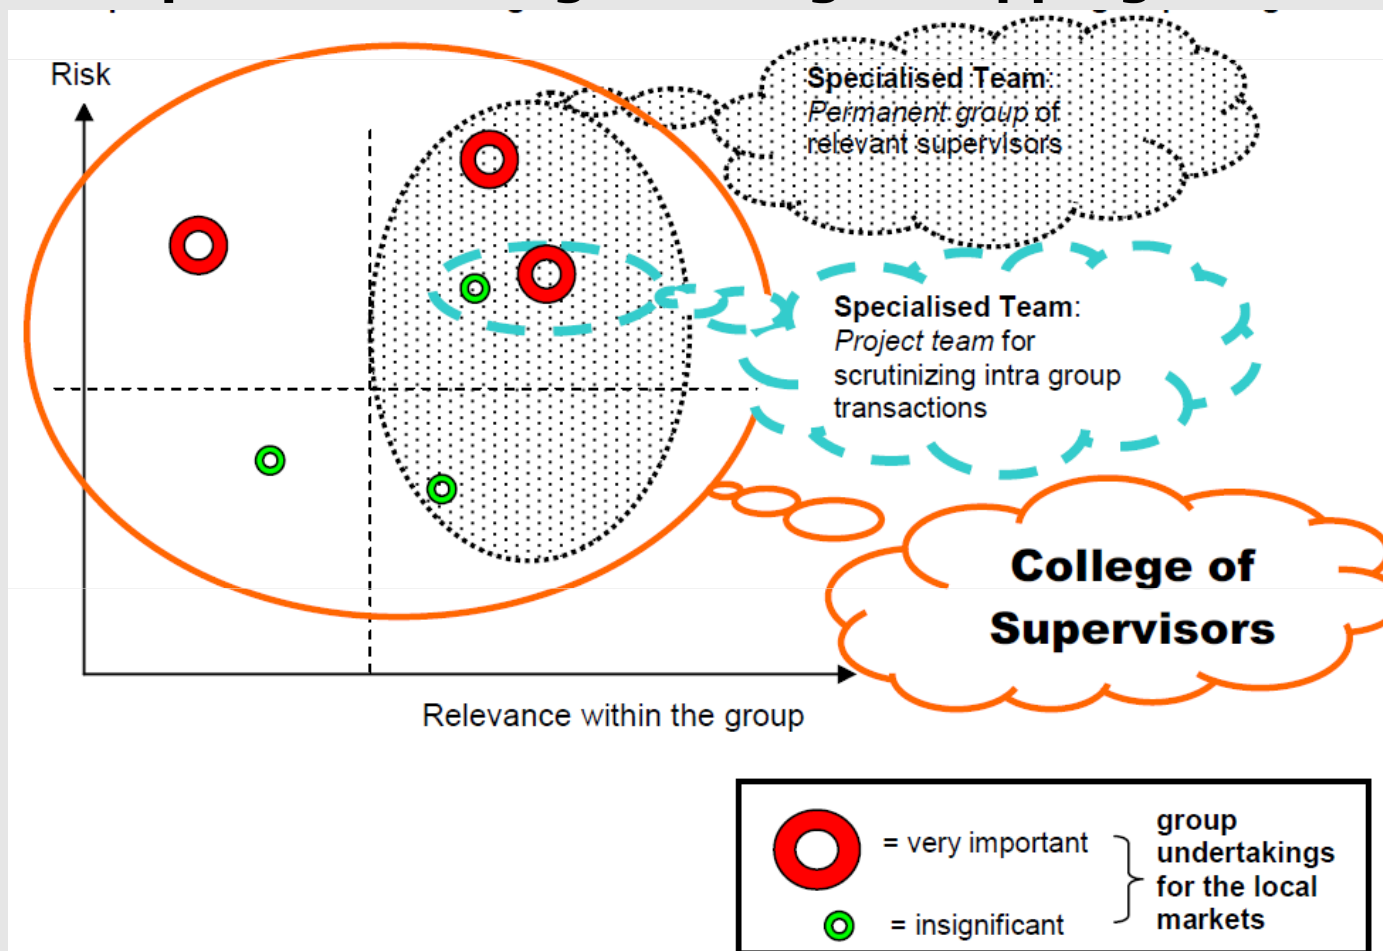 Risk
Specialised Team:
Permanent group of
relevant supervisors
Specialised Team:
Project team for
scrutinizing intra group
transactions
College of
Supervisors
Relevance within the group
= very important
= insignificant
group
undertakings
for the local
markets